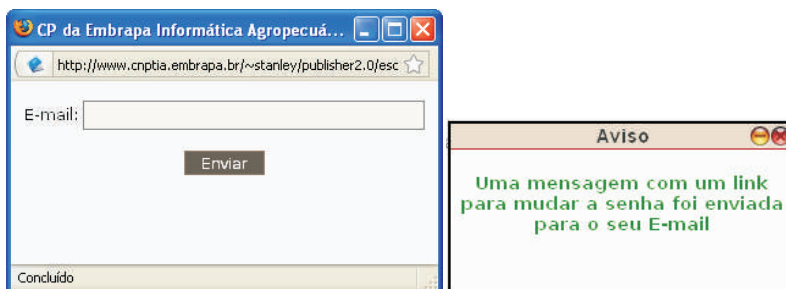 CP da Embrapa Informática Agropecuá...
http://www.cnptia.embrapa.br/~stanley/publisher2.0/esc
E-mail:
Enviar
Concluído
Aviso
Uma mensagem com um link
para mudar a senha foi enviada
para o seu E-mail